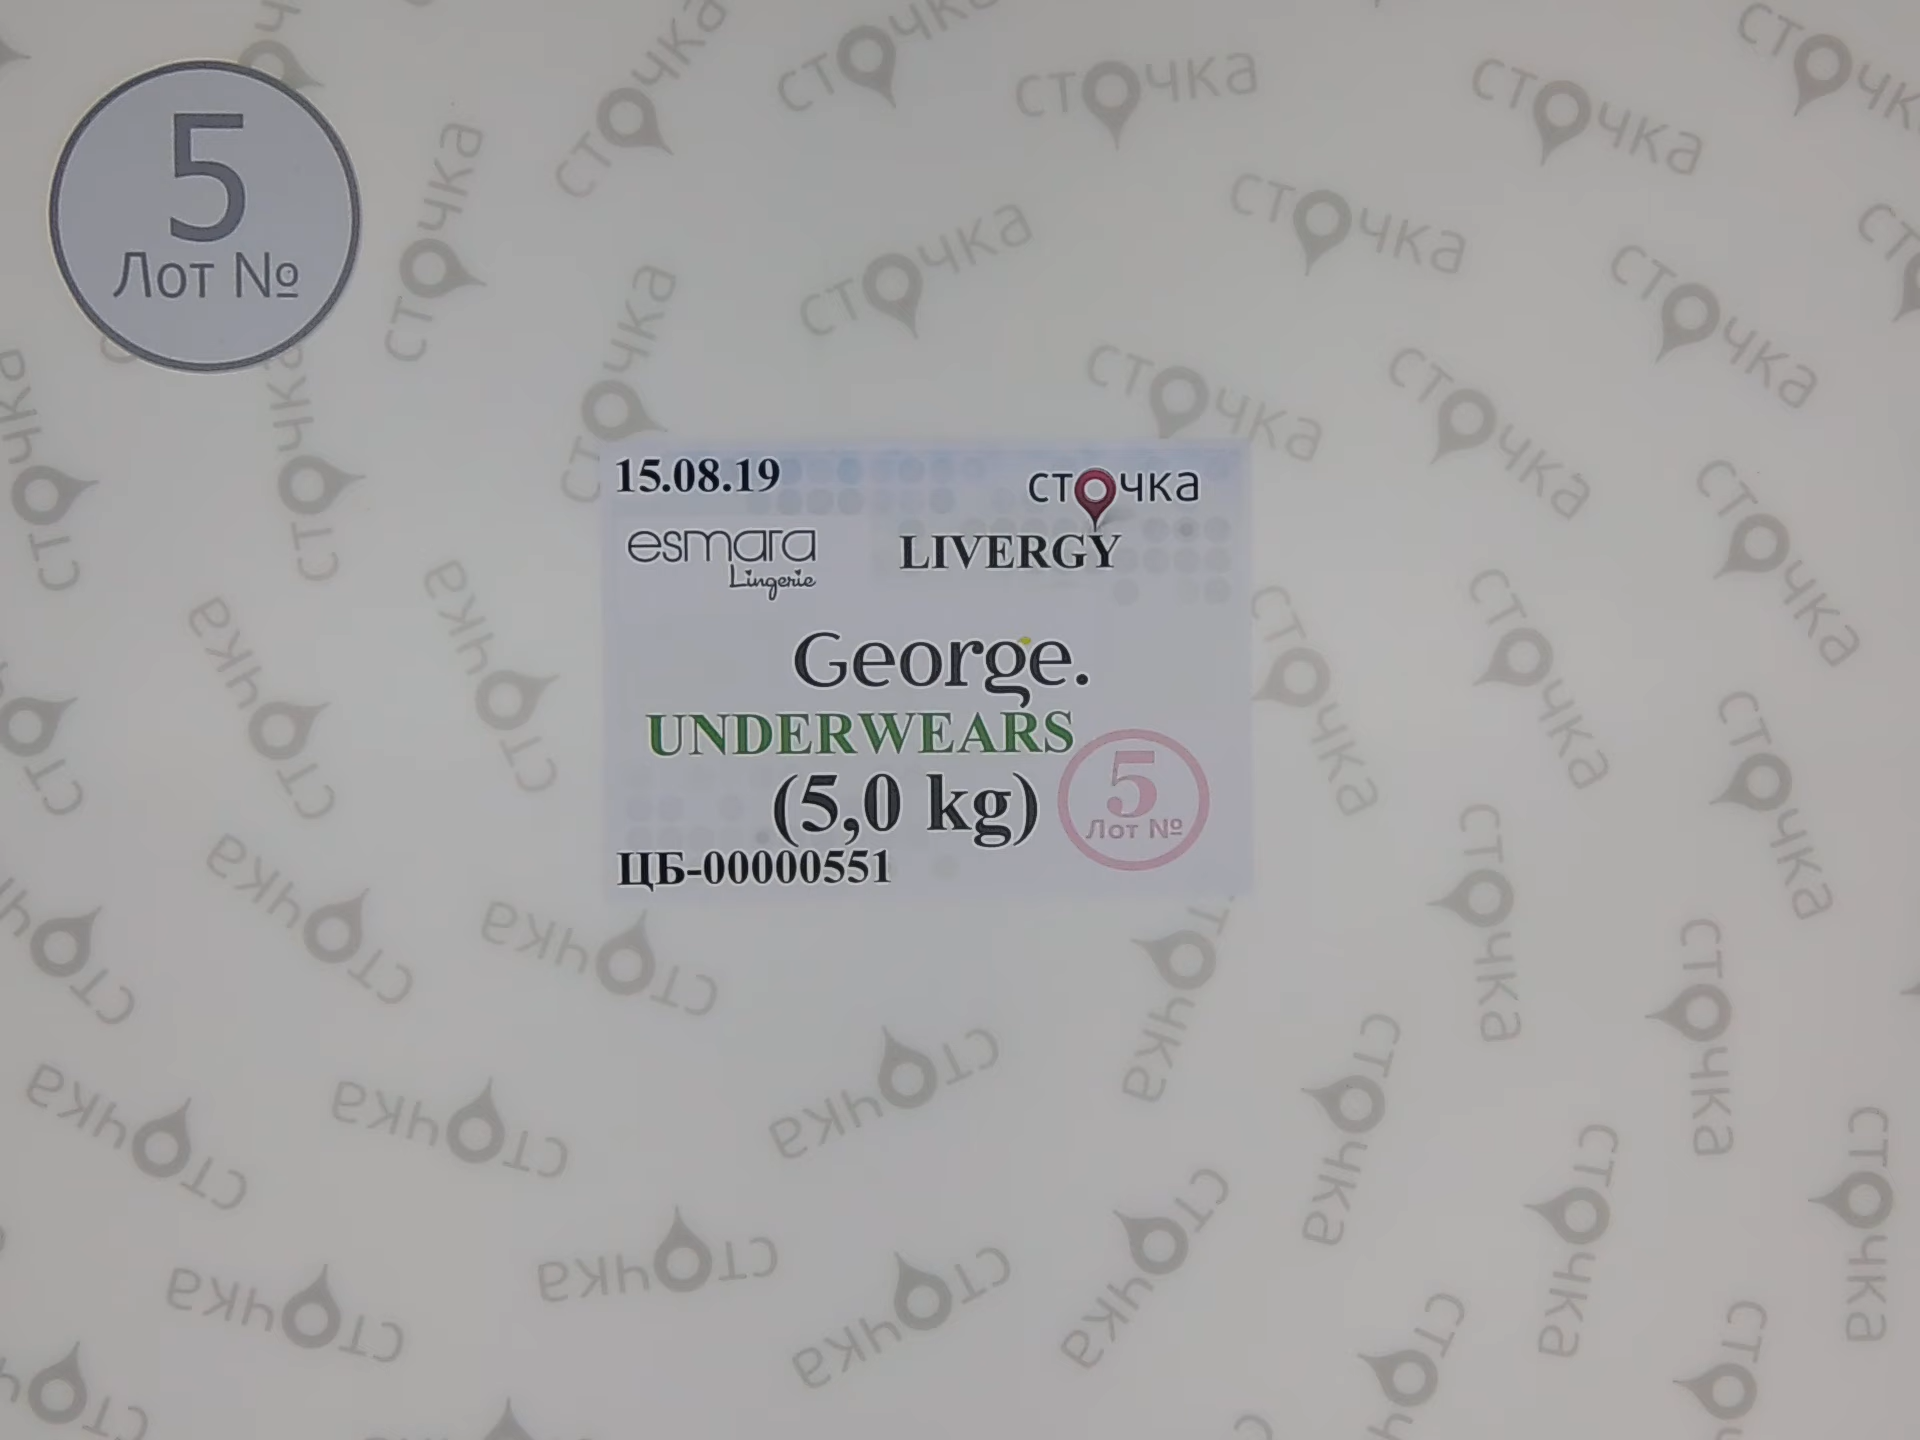 5
Лот №
15.08.19
сточка
esmara
Lingerie
LIVERGY
George.
UNDERWEARS
(5,0 kg)
5
Лот №
ЦБ-00000551